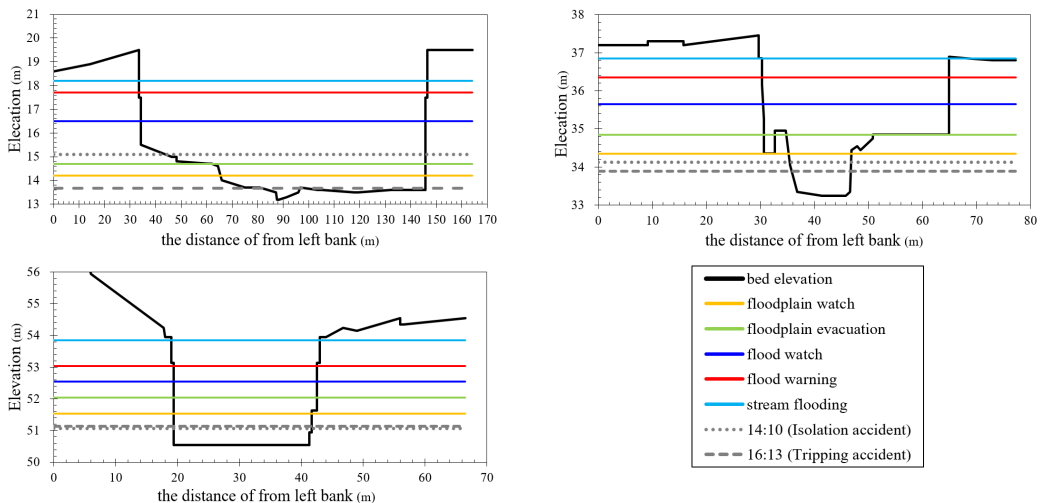 21
20
19
18
17
16
15
14
13
Elecation (m)
0 10 20 30 40 50 60 70 80 90 100 110 120 130 140 150 160 170
the distance of from left bank (m)
38
37
36
35
34
33
Elecation (m)
0 10 20 30 40 50 60 70 80
the distance of from left bank (m)
56
55
54
53
52
51
50
Elevation (m)
0 10 20 30 40 50 60 70
the distance of from left bank (m)
bed elevation
floodplain watch
floodplain evacuation
flood watch
flood warning
stream flooding
14:10 (Isolation accident)
16:13 (Tripping accident)